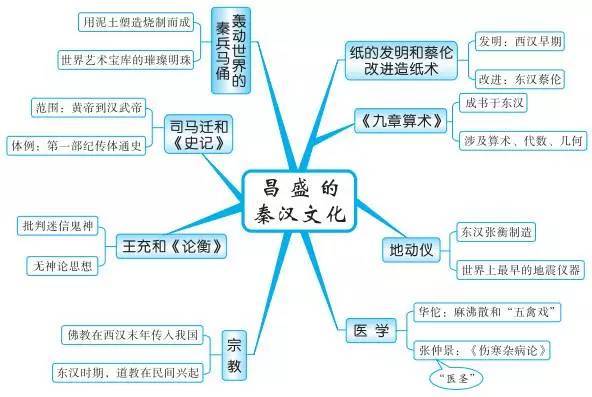 昌盛的
秦汉文化
纸的发明和蔡伦
改进造纸术
发明：西汉早期
改进：东汉蔡伦
《九章算术》
成书于东汉
涉及算术、代数、几何
地动仪
东汉张衡制造
世界上最早的地震仪器
医学
华佗：麻沸散和“五禽戏”
张仲景：《伤寒杂病论》
“医圣”
轰动世界的
秦兵马俑
用泥土塑造烧制而成
世界艺术宝库的璀璨明珠
司马迁和
《史记》
范围：黄帝到汉武帝
体例：第一部纪传体通史
王充和《论衡》
批判迷信鬼神
无神论思想
宗教
佛教在西汉末年传入我国
东汉时期，道教在民间兴起